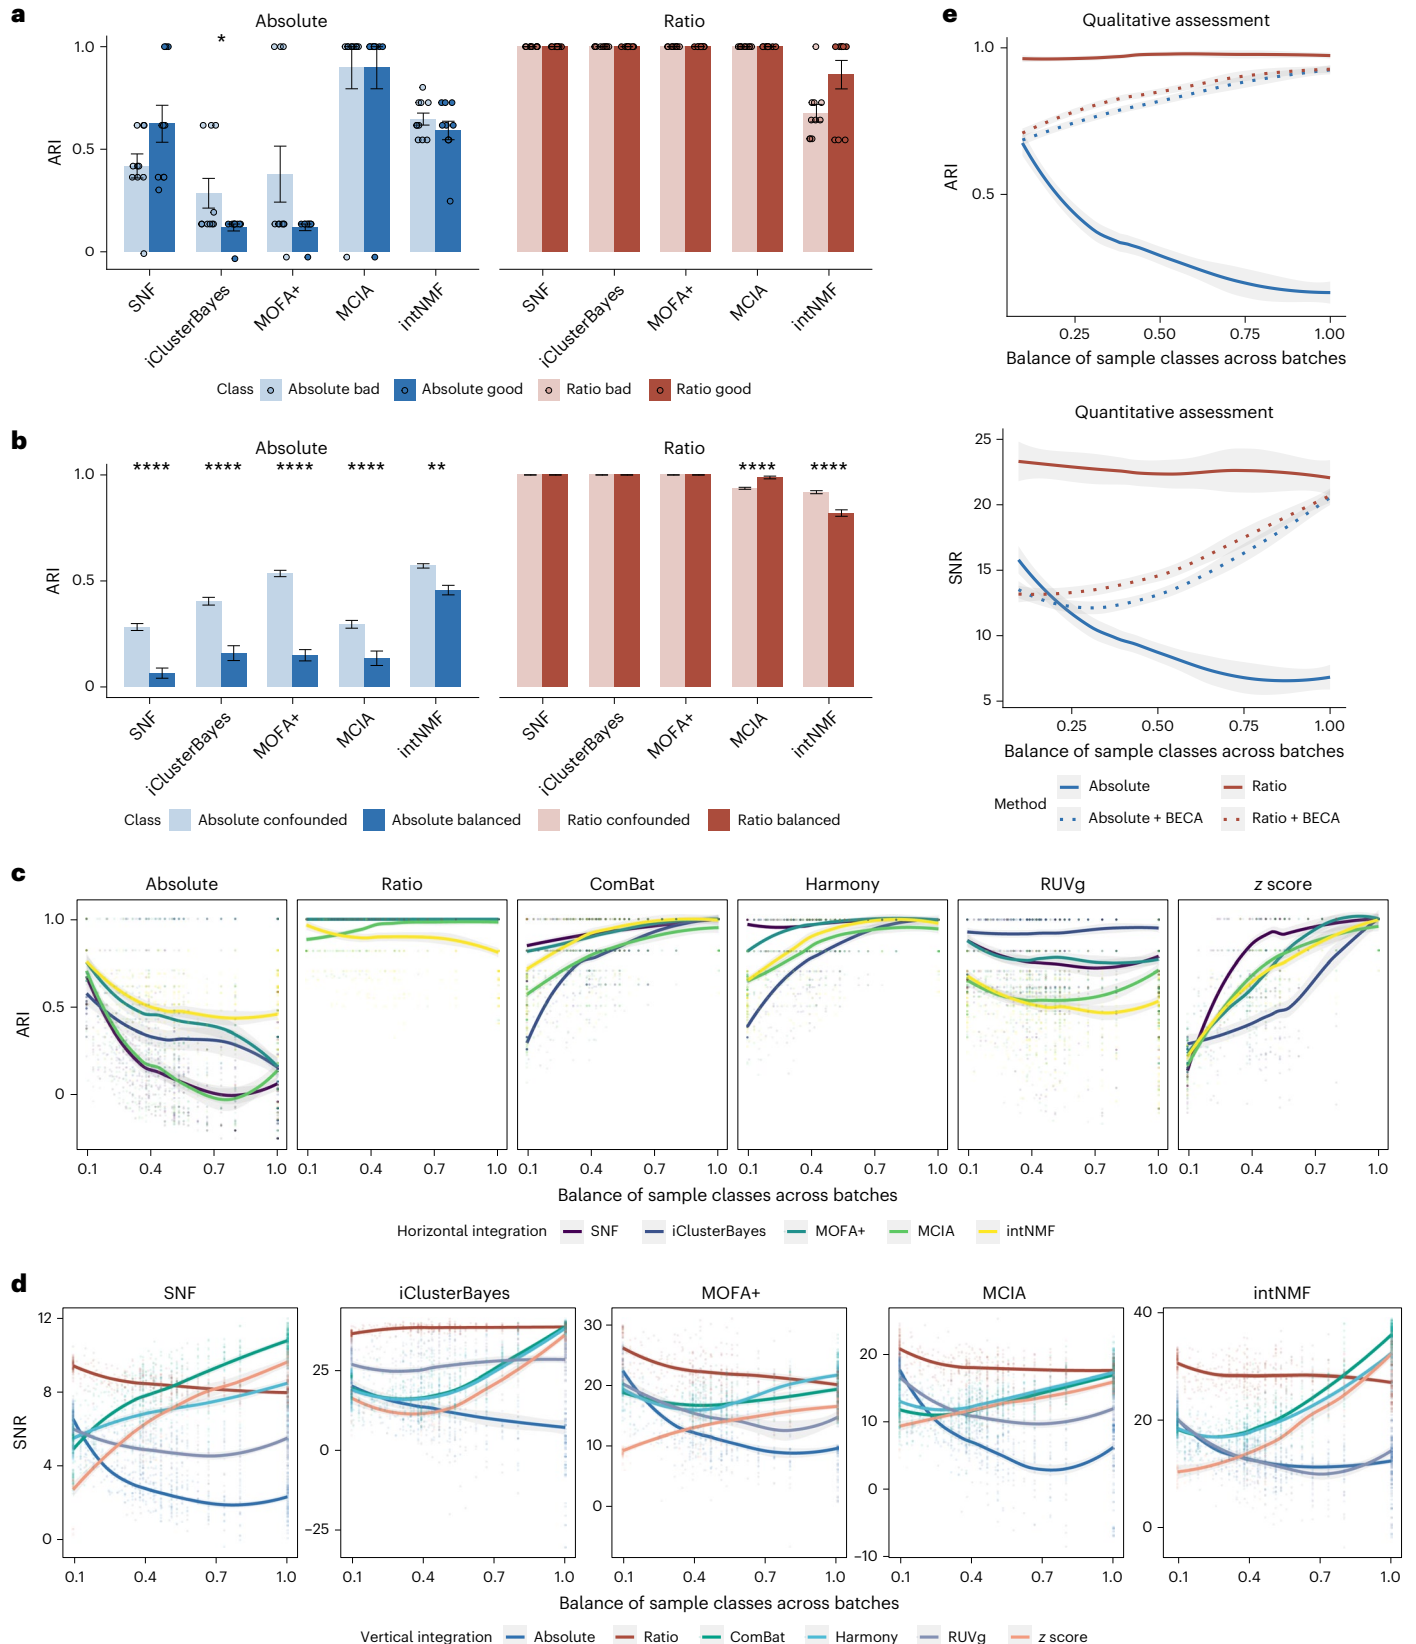 a
Absolute
Ratio
*
1.0
0.5
0
ARI
SNF
iClusterBayes
MOFA+
MCIA
intNMF
SNF
iClusterBayes
MOFA+
MCIA
intNMF
Class Absolute bad Absolute good Ratio bad Ratio good
b
Absolute
Ratio
**** **** **** **** ** **** ****
1.0
0.5
0
ARI
SNF
iClusterBayes
MOFA+
MCIA
intNMF
SNF
iClusterBayes
MOFA+
MCIA
intNMF
Class Absolute confounded Absolute balanced Ratio confounded Ratio balanced
e
Qualitative assessment
1.0
0.5
ARI
0.25 0.50 0.75 1.00
Balance of sample classes across batches
Quantitative assessment
25
20
15
10
5
SNR
0.25 0.50 0.75 1.00
Balance of sample classes across batches
Method
Absolute Ratio
Absolute + BECA Ratio + BECA
c
Absolute Ratio ComBat Harmony RUVg z score
1.0
0.5
0
ARI
0.1 0.4 0.7 1.0 0.1 0.4 0.7 1.0 0.1 0.4 0.7 1.0 0.1 0.4 0.7 1.0 0.1 0.4 0.7 1.0 0.1 0.4 0.7 1.0
Balance of sample classes across batches
Horizontal integration SNF iClusterBayes MOFA+ MCIA intNMF
d
SNF iClusterBayes MOFA+ MCIA intNMF
12
8
4
0
SNR
25
0
−25
30
20
10
0
20
10
0
−10
40
20
0
0.1 0.4 0.7 1.0 0.1 0.4 0.7 1.0 0.1 0.4 0.7 1.0 0.1 0.4 0.7 1.0 0.1 0.4 0.7 1.0
Balance of sample classes across batches
Vertical integration Absolute Ratio ComBat Harmony RUVg z score